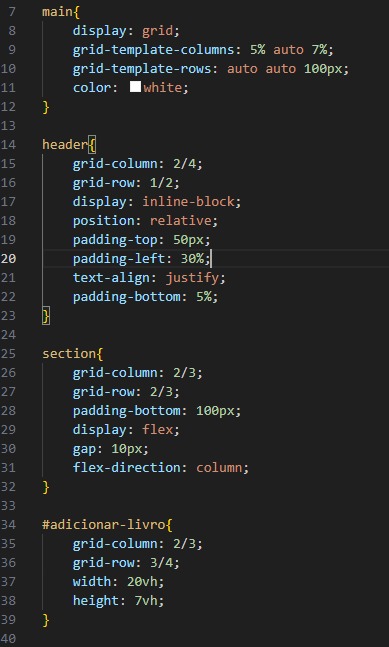 7 main{
8     display: grid;
9     grid-template-columns: 5% auto 7%;
10     grid-template-rows: auto auto 100px;
11     color: white;
12 }
13
14 header{
15     grid-column: 2/4;
16     grid-row: 1/2;
17     display: inline-block;
18     position: relative;
19     padding-top: 50px;
20     padding-left: 30%;
21     text-align: justify;
22     padding-bottom: 5%;
23 }
24
25 section{
26     grid-column: 2/3;
27     grid-row: 2/3;
28     padding-bottom: 100px;
29     display: flex;
30     gap: 10px;
31     flex-direction: column;
32 }
33
34 #adicionar-livro{
35     grid-column: 2/3;
36     grid-row: 3/4;
37     width: 20vh;
38     height: 7vh;
39 }
40